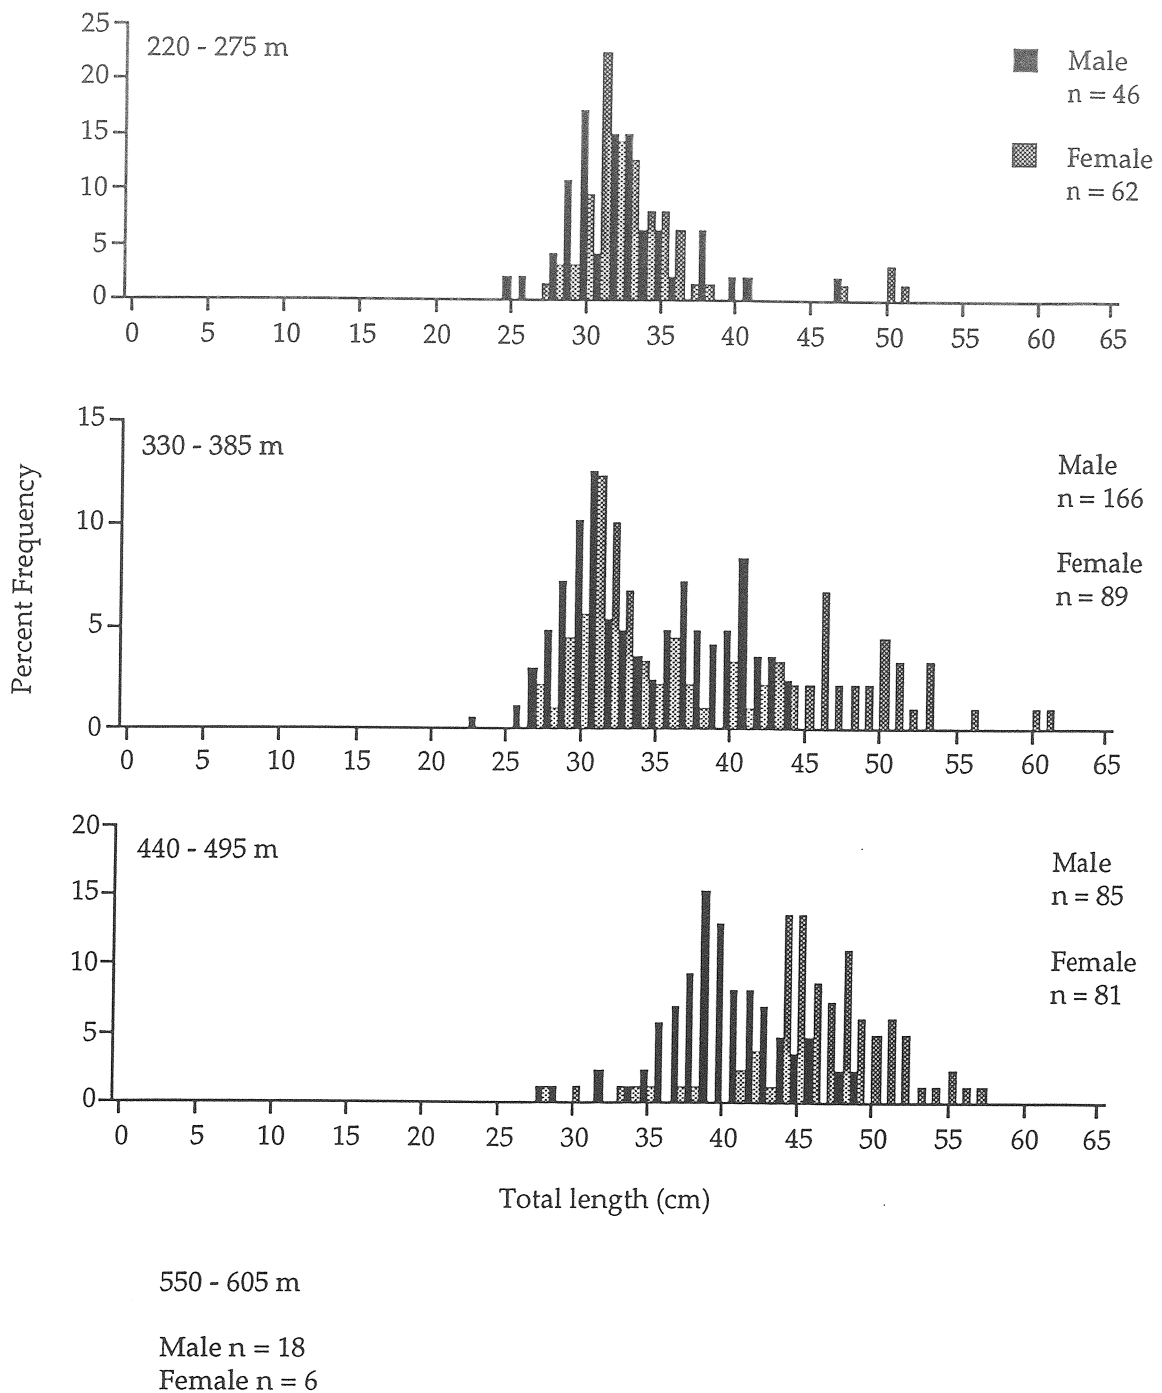 25
220 - 275 m
Male
n = 46
20
15
Female
n = 62
10
5
0
0 5 10 15 20 25 30 35 40 45 50 55 60 65
15
330 - 385 m
Male
n = 166
10
Female
n = 89
5
0
0 5 10 15 20 25 30 35 40 45 50 55 60 65
Percent Frequency
20
440 - 495 m
Male
n = 85
15
10
Female
n = 81
5
0
0 5 10 15 20 25 30 35 40 45 50 55 60 65
Total length (cm)
550 - 605 m
Male n = 18
Female n = 6